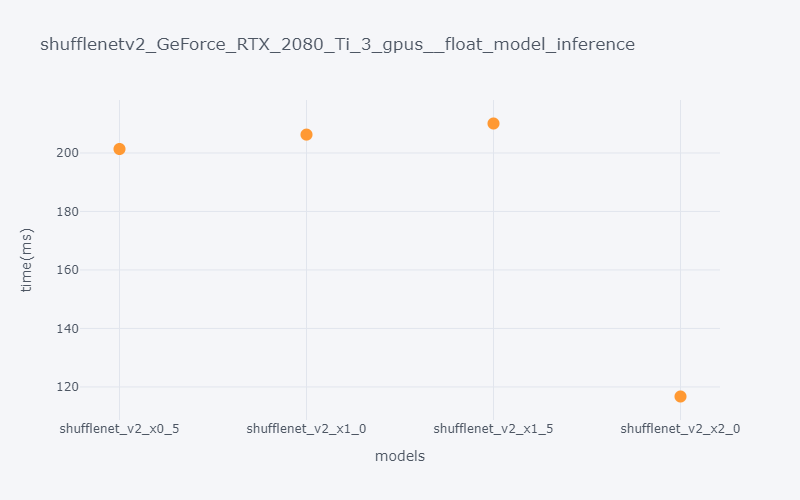 shufflenetv2_GeForce_RTX_2080_Ti_3_gpus__float_model_inference
time(ms)
200
180
160
140
120
shufflenet_v2_x0_5
shufflenet_v2_x1_0
shufflenet_v2_x1_5
shufflenet_v2_x2_0
models